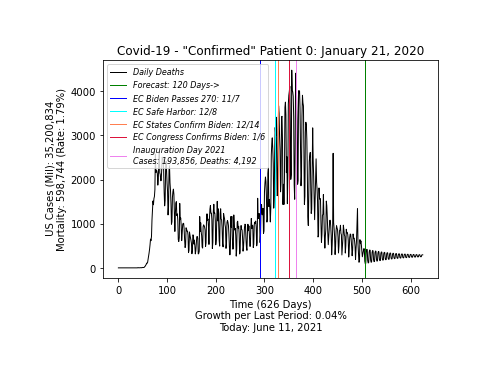 Covid-19 - "Confirmed" Patient 0: January 21, 2020
US Cases (Mil): 35,200,834
Mortality: 598,744 (Rate: 1.79%)
4000
3000
2000
1000
0
Daily Deaths
Forecast: 120 Days->
EC Biden Passes 270: 11/7
EC Safe Harbor: 12/8
EC States Confirm Biden: 12/14
EC Congress Confirms Biden: 1/6
Inauguration Day 2021
Cases: 193,856, Deaths: 4,192
0 100 200 300 400 500 600
Time (626 Days)
Growth per Last Period: 0.04%
Today: June 11, 2021